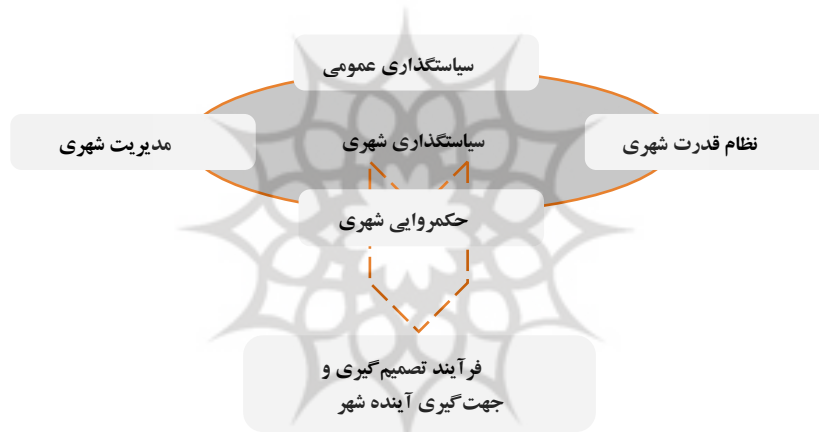 سیاستگذاری عمومی
نظام قدرت شهری
سیاستگذاری شهری
مدیریت شهری
حکمروایی شهری
فرآیند تصمیم‌گیری و
جهت‌گیری آینده شهر